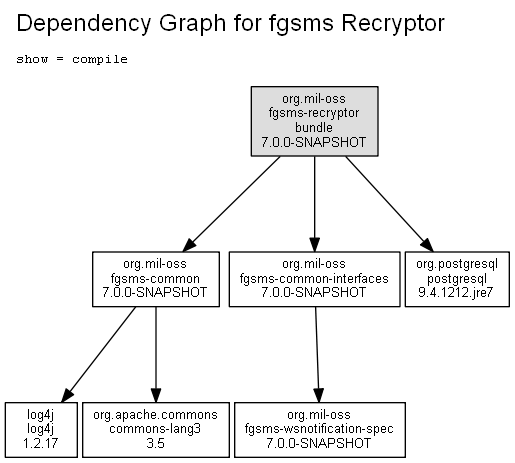 Dependency Graph for fgsms Recryptor
show = compile
org.mil-oss
fgsms-recryptor
bundle
7.0.0-SNAPSHOT
org.mil-oss
fgsms-common
7.0.0-SNAPSHOT
org.mil-oss
fgsms-common-interfaces
7.0.0-SNAPSHOT
org.postgresql
postgresql
9.4.1212.jre7
log4j
log4j
1.2.17
org.apache.commons
commons-lang3
3.5
org.mil-oss
fgsms-wsnotification-spec
7.0.0-SNAPSHOT